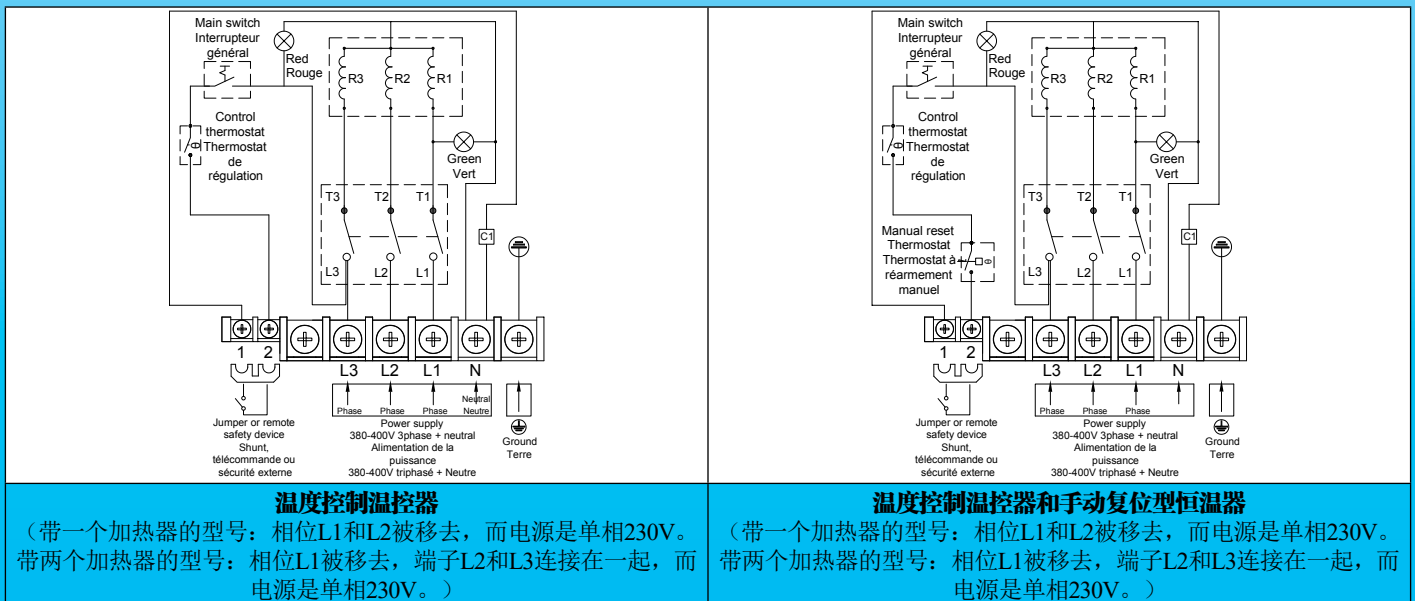 Main switch
Interrupteur
général
Red
Rouge
R3
R2
R1
Control
thermostat
Thermostat
de
régulation
θ
Green
Vert
T3
T2
T1
C1
L3
L2
L1
1
2
L3
L2
L1
N
Phase
Phase
Phase
Neutral
Neutre
Jumper or remote
safety device
Shunt,
télécommande ou
sécurité externe
Power supply
380-400V 3phase + neutral
Alimentation de la
puissance
380-400V triphasé + Neutre
Ground
Terre
温度控制温控器
（带一个加热器的型号：相位L1和L2被移去，而电源是单相230V。
带两个加热器的型号：相位L1被移去，端子L2和L3连接在一起，而
电源是单相230V。）
Main switch
Interrupteur
général
Red
Rouge
R3
R2
R1
Control
thermostat
Thermostat
de
régulation
θ
Green
Vert
T3
T2
T1
Manual reset
Thermostat
Thermostat à
réarmement
manuel
θ
C1
L3
L2
L1
1
2
L3
L2
L1
N
Phase
Phase
Phase
Jumper or remote
safety device
Shunt,
télécommande ou
sécurité externe
Power supply
380-400V 3phase + neutral
Alimentation de la
puissance
380-400V triphasé + Neutre
Ground
Terre
温度控制温控器和手动复位型恒温器
（带一个加热器的型号：相位L1和L2被移去，而电源是单相230V。
带两个加热器的型号：相位L1被移去，端子L2和L3连接在一起，而
电源是单相230V。）